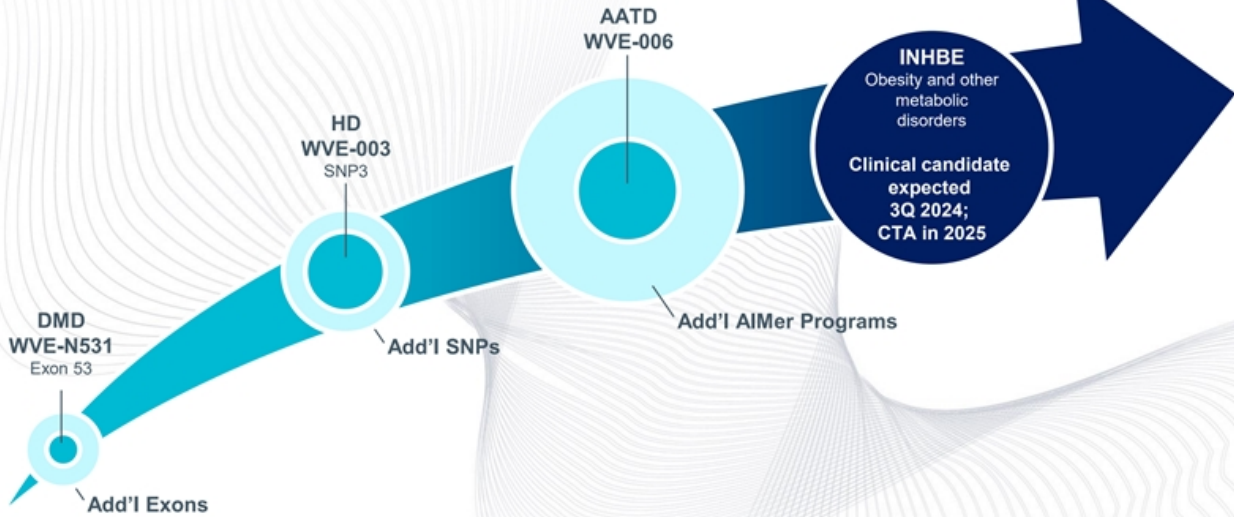 DMD
WVE-N531
Exon 53
Add'l Exons
HD
WVE-003
SNP3
Add'l SNPs
AATD
WVE-006
Add'l AIMer Programs
INHBE
Obesity and other
metabolic
disorders
Clinical candidate
expected
3Q 2024;
CTA in 2025